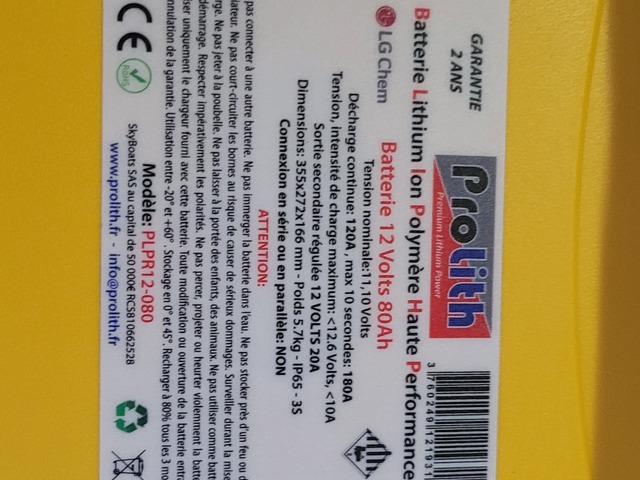 GARANTIE
2 ANS
ProLith
Premium Lithium Power
3 760249 121931
Batterie Lithium Ion Polymère Haute Performance
LG Chem
Batterie 12 Volts 80Ah
Tension nominale:11,10 Volts
Décharge continue: 120A , max 10 secondes: 180A
Tension, intensité de charge maximum: <12.6 Volts, <10A
Sortie secondaire régulée 12 VOLTS 20A
Dimensions: 355x272x166 mm - Poids 5.7kg - IP65 - 3S
Connexion en série ou en parallèle: NON
ATTENTION:
pas connecter à une autre batterie. Ne pas immerger la batterie dans l'eau. Ne pas stocker près d'un feu ou d
lateur. Ne pas court-circuiter les bornes au risque de causer de sérieux dommages. Surveiller durant la mise
rge. Ne pas jeter à la poubelle. Ne pas laisser à la portée des enfants, des animaux. Ne pas utiliser comme batt
démarrage. Respecter impérativement les polarités. Ne pas percer, projeter ou heurter violemment la batte
iser uniquement le chargeur fourni avec cette batterie. Toute modification ou ouverture de la batterie entra
nnulation de la garantie. Utilisation entre -20° et +60° . Stockage en 0° et 45° Recharger à 80% tous les 3 mo
CE
RoHS
Modèle: PLPR12-080
SkyBoats SAS au capital de 50 000€ RCS810662528
www.prolith.fr - info@prolith.fr